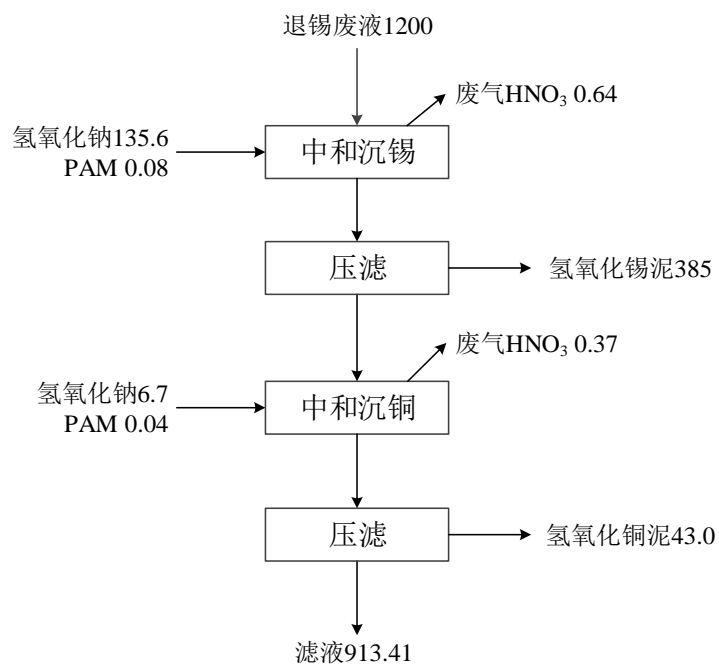 退锡废液1200
废气HNO₃ 0.64
氢氧化钠135.6
PAM 0.08
中和沉锡
压滤
氢氧化锡泥385
废气HNO₃ 0.37
氢氧化钠6.7
PAM 0.04
中和沉铜
压滤
氢氧化铜泥43.0
滤液913.41